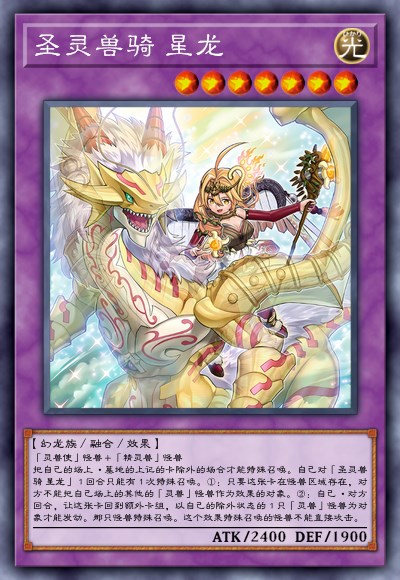 圣灵兽骑 星龙
ひかり
光
【幻龙族/融合/效果】
「灵兽使」怪兽+「精灵兽」怪兽
把自己的场上·墓地的上记的卡除外的场合才能特殊召唤。自己对「圣灵兽
骑 星龙」1回合只能有1次特殊召唤。①：只要这张卡在怪兽区域存在，对
方不能把自己场上的其他的「灵兽」怪兽作为效果的对象。②：自己·对方
回合，让这张卡回到额外卡组，以自己的除外状态的1只「灵兽」怪兽为对
象才能发动。那只怪兽特殊召唤。这个效果特殊召唤的怪兽不能直接攻击。
ATK/2400 DEF/1900